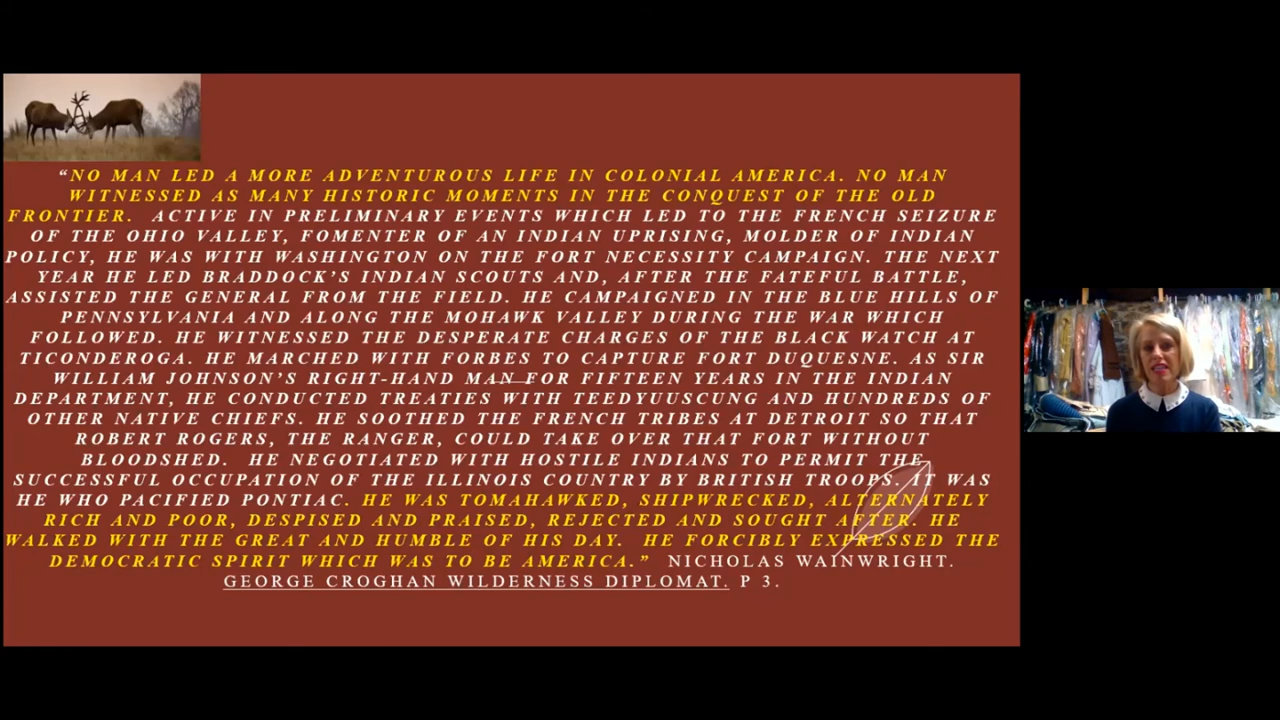 “NO MAN LED A MORE ADVENTUROUS LIFE IN COLONIAL AMERICA. NO MAN
WITNESSED AS MANY HISTORIC MOMENTS IN THE CONQUEST OF THE OLD
FRONTIER. ACTIVE IN PRELIMINARY EVENTS WHICH LED TO THE FRENCH SEIZURE
OF THE OHIO VALLEY, FOMENTER OF AN INDIAN UPRISING, MOLDER OF INDIAN
POLICY, HE WAS WITH WASHINGTON ON THE FORT NECESSITY CAMPAIGN. THE NEXT
YEAR HE LED BRADDOCK’S INDIAN SCOUTS AND, AFTER THE FATEFUL BATTLE,
ASSISTED THE GENERAL FROM THE FIELD. HE CAMPAIGNED IN THE BLUE HILLS OF
PENNSYLVANIA AND ALONG THE MOHAWK VALLEY DURING THE WAR WHICH
FOLLOWED. HE WITNESSED THE DESPERATE CHARGES OF THE BLACK WATCH AT
TICONDEROGA. HE MARCHED WITH FORBES TO CAPTURE FORT DUQUESNE. AS SIR
WILLIAM JOHNSON’S RIGHT-HAND MAN FOR FIFTEEN YEARS IN THE INDIAN
DEPARTMENT, HE CONDUCTED TREATIES WITH TEEDYUUSCUNG AND HUNDREDS OF
OTHER NATIVE CHIEFS. HE SOOTHED THE FRENCH TRIBES AT DETROIT SO THAT
ROBERT ROGERS, THE RANGER, COULD TAKE OVER THAT FORT WITHOUT
BLOODSHED. HE NEGOTIATED WITH HOSTILE INDIANS TO PERMIT THE
SUCCESSFUL OCCUPATION OF THE ILLINOIS COUNTRY BY BRITISH TROOPS. IT WAS
HE WHO PACIFIED PONTIAC. HE WAS TOMAHAWKED, SHIPWRECKED, ALTERNATELY
RICH AND POOR, DESPISED AND PRAISED, REJECTED AND SOUGHT AFTER. HE
WALKED WITH THE GREAT AND HUMBLE OF HIS DAY. HE FORCIBLY EXPRESSED THE
DEMOCRATIC SPIRIT WHICH WAS TO BE AMERICA.” NICHOLAS WAINWRIGHT.
GEORGE CROGHAN WILDERNESS DIPLOMAT. P 3.